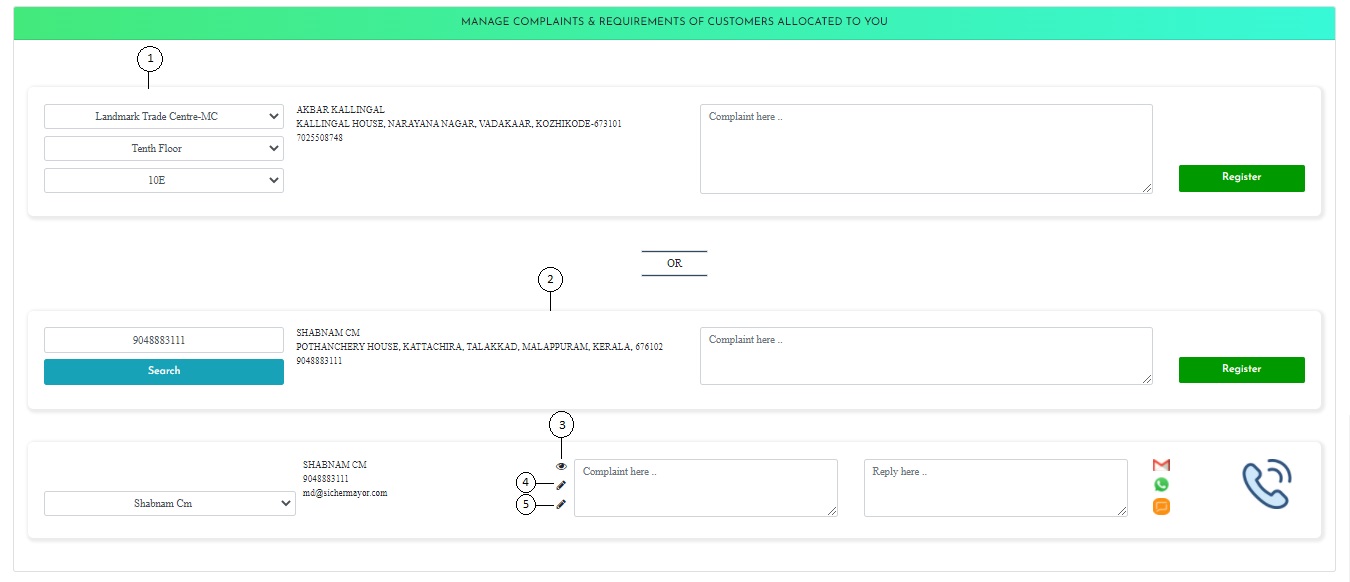 MANAGE COMPLAINTS & REQUIREMENTS OF CUSTOMERS ALLOCATED TO YOU
1
Landmark Trade Centre-MC
Tenth Floor
10E
AKBAR KALLINGAL
KALLINGAL HOUSE, NARAYANA NAGAR, VADAKAAR, KOZHIKODE-673101
7025508748
Complaint here ..
Register
OR
2
9048883111
Search
SHABNAM CM
POTHANCHERY HOUSE, KATTACHIRA, TALAKKAD, MALAPPURAM, KERALA, 676102
9048883111
Complaint here ..
Register
3
Shabnam Cm
SHABNAM CM
9048883111
md@sichermayor.com
4
5
Complaint here ..
Reply here ..